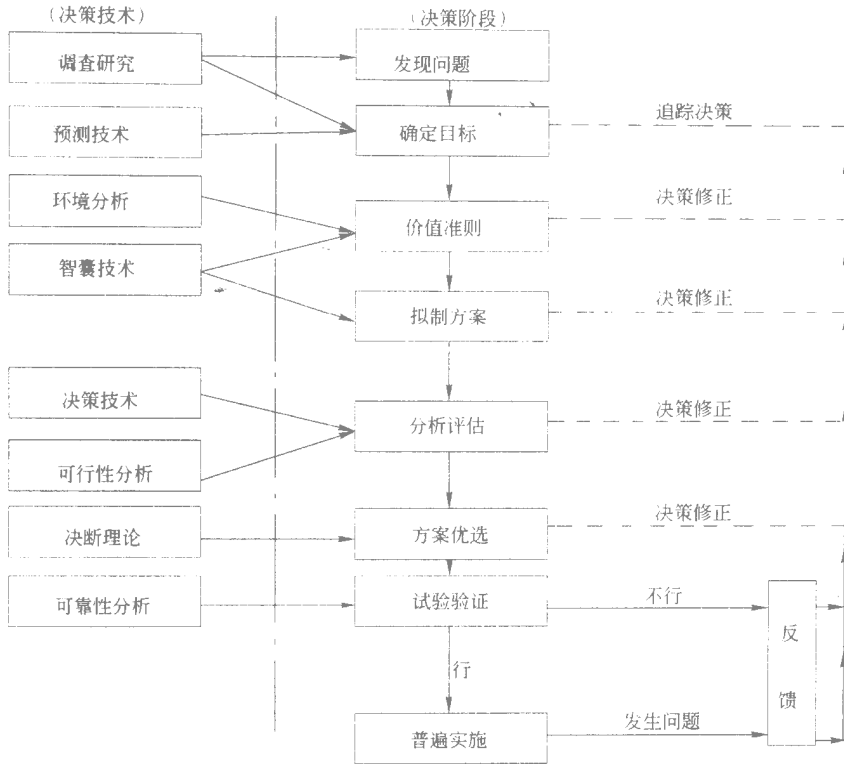 （决策技术）
（决策阶段）
调查研究
发现问题
预测技术
确定目标
追踪决策
环境分析
价值准则
决策修正
智囊技术
拟制方案
决策修正
决策技术
分析评估
决策修正
可行性分析
决断理论
方案优选
决策修正
可靠性分析
试验验证
不行
反
馈
行
普遍实施
发生问题